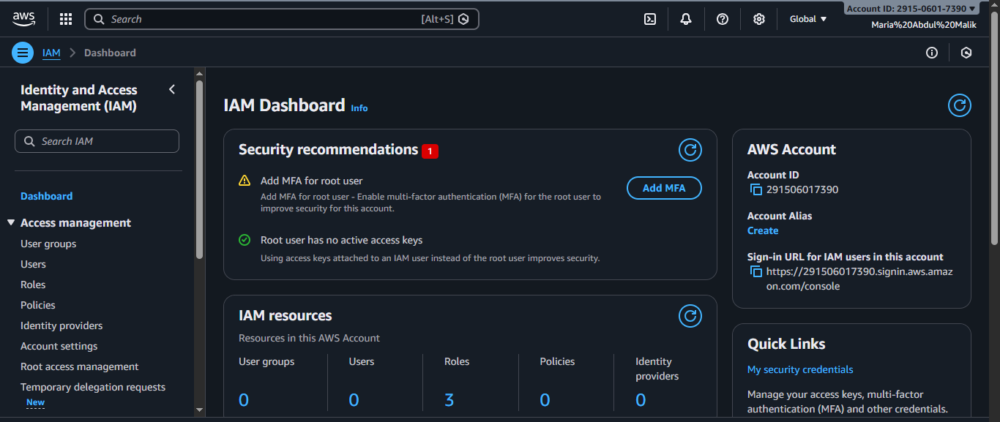 aws
Search
[Alt+S]
Global
Account ID: 2915-0601-7390
Maria%20Abdul%20Malik
IAM
Dashboard
Identity and Access
Management (IAM)
Search IAM
Dashboard
Access management
User groups
Users
Roles
Policies
Identity providers
Account settings
Root access management
Temporary delegation requests
New
IAM Dashboard Info
Security recommendations 1
Add MFA for root user
Add MFA for root user - Enable multi-factor authentication (MFA) for the root user to
improve security for this account.
Add MFA
Root user has no active access keys
Using access keys attached to an IAM user instead of the root user improves security.
IAM resources
Resources in this AWS Account
User groups
0
Users
0
Roles
3
Policies
0
Identity
providers
0
AWS Account
Account ID
291506017390
Account Alias
Create
Sign-in URL for IAM users in this account
https://291506017390.signin.aws.amaz
on.com/console
Quick Links
My security credentials
Manage your access keys, multi-factor
authentication (MFA) and other credentials.